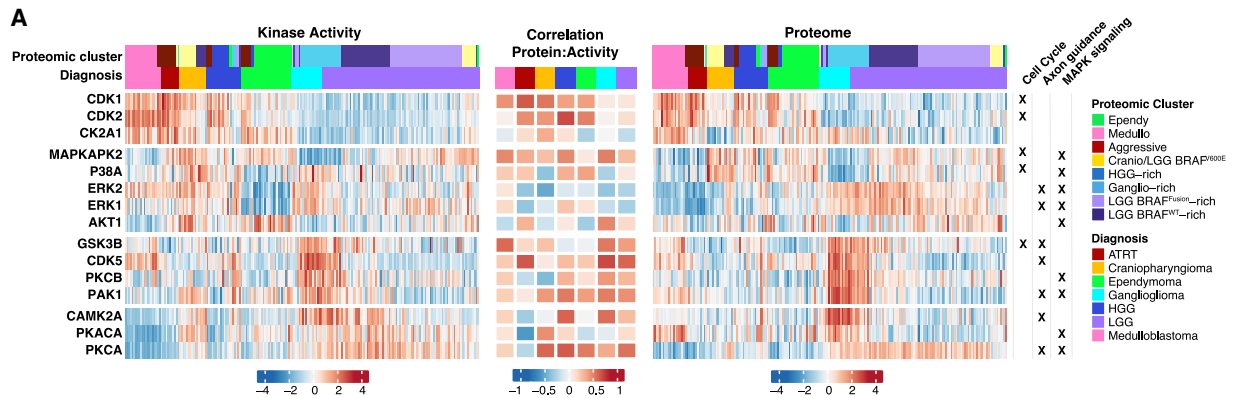 A
Kinase Activity
Correlation
Protein:Activity
Proteome
Cell Cycle
Axon guidance
MAPK signaling
Proteomic cluster
Diagnosis
CDK1 X
CDK2 X
CK2A1
MAPKAPK2 X X
P38A X X
ERK2 X X
ERK1 X X
AKT1 X
GSK3B X X
CDK5 X
PKCB X
PAK1 X X
CAMK2A X
PKACA X
PKCA X X
−4 −2 0 2 4
−1 −0.5 0 0.5 1
−4 −2 0 2 4
Proteomic Cluster
Ependy
Medullo
Aggressive
Cranio/LGG BRAFV600E
HGG−rich
Ganglio−rich
LGG BRAFFusion−rich
LGG BRAFWT−rich
Diagnosis
ATRT
Craniopharyngioma
Ependymoma
Ganglioglioma
HGG
LGG
Medulloblastoma